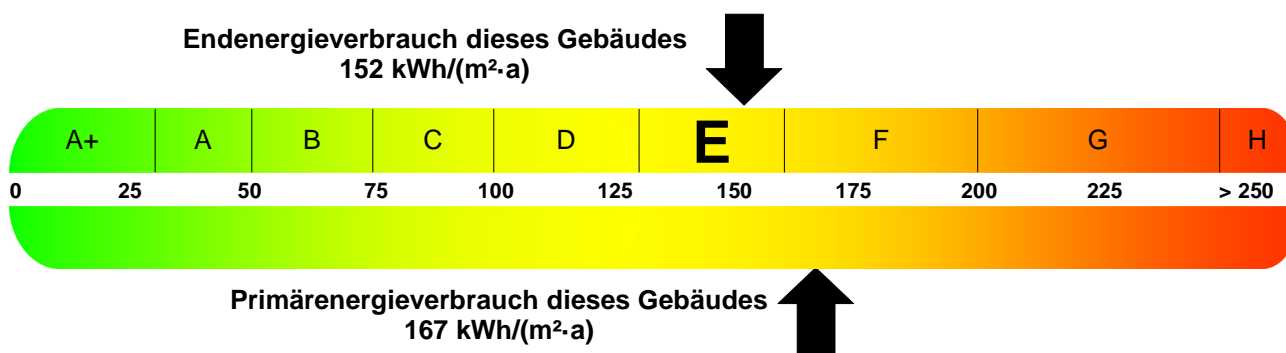 Endenergieverbrauch dieses Gebäudes
152 kWh/(m²·a)
A+ A B C D E F G H
0 25 50 75 100 125 150 175 200 225 > 250
Primärenergieverbrauch dieses Gebäudes
167 kWh/(m²·a)